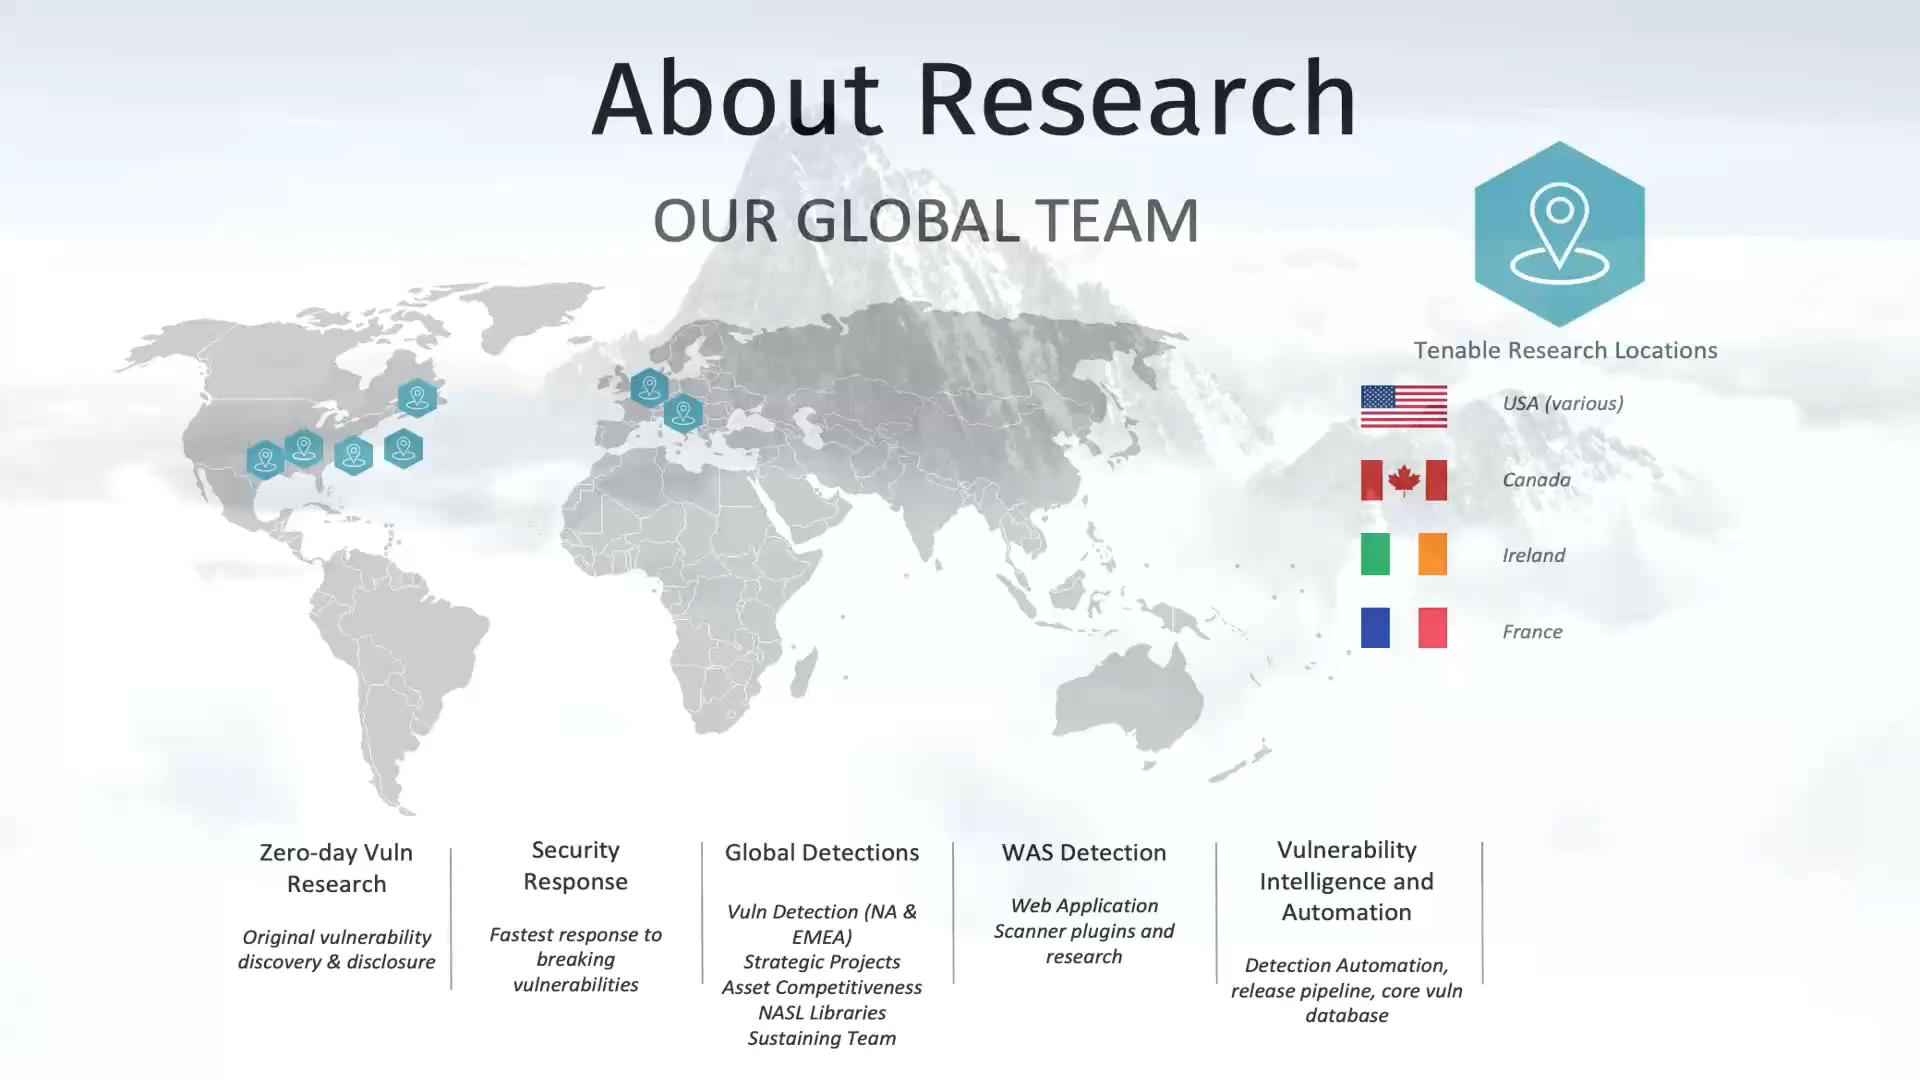 About Research
OUR GLOBAL TEAM
Tenable Research Locations
USA (various)
Canada
Ireland
France
Zero-day Vuln
Research
Original vulnerability
discovery & disclosure
Security
Response
Fastest response to
breaking
vulnerabilities
Global Detections
Vuln Detection (NA &
EMEA)
Strategic Projects
Asset Competitiveness
NASL Libraries
Sustaining Team
WAS Detection
Web Application
Scanner plugins and
research
Vulnerability
Intelligence and
Automation
Detection Automation,
release pipeline, core vuln
database